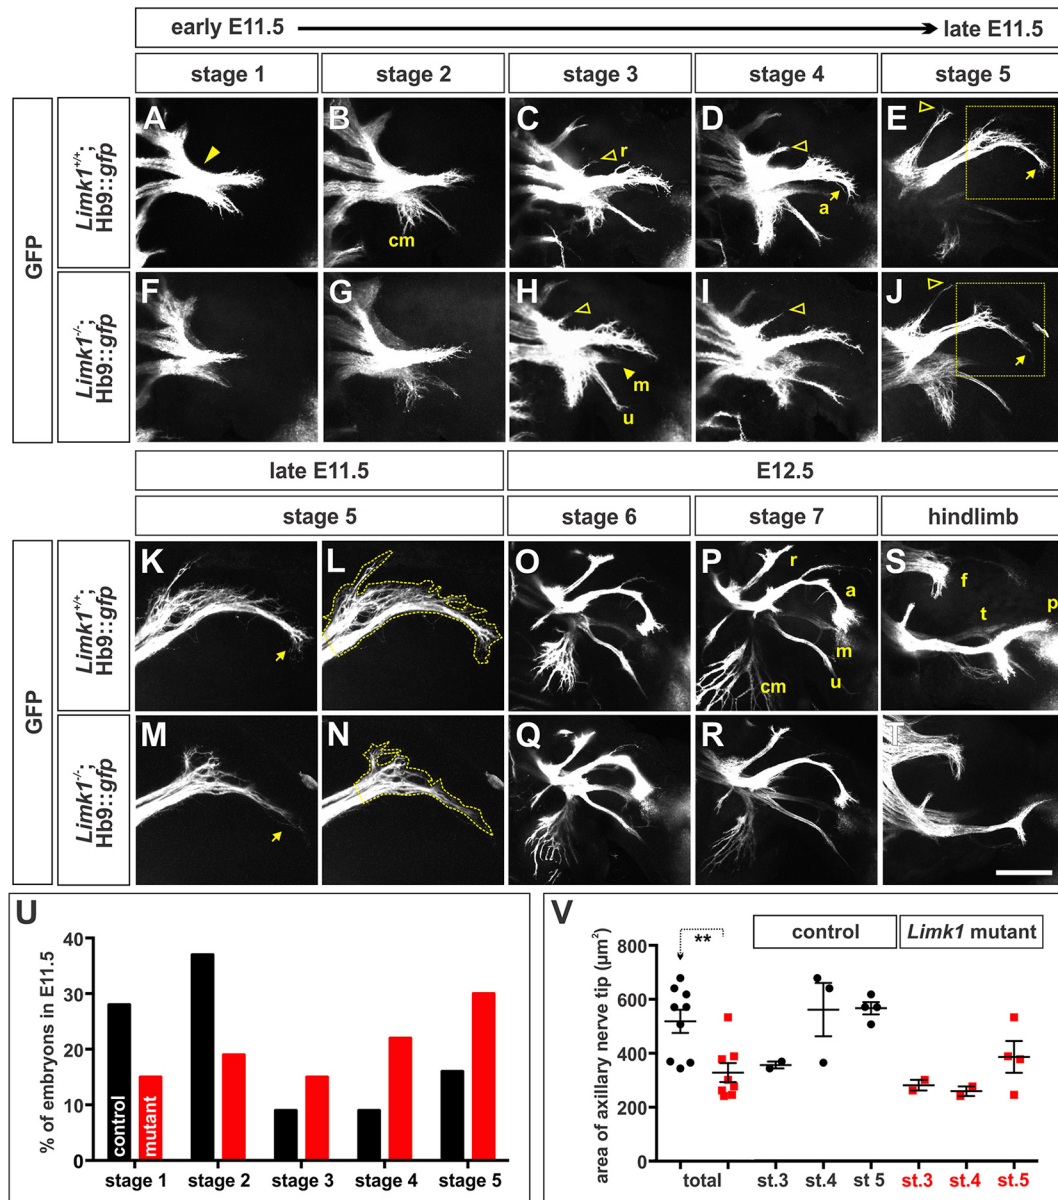 early E11.5 late E11.5
stage 1 stage 2 stage 3 stage 4 stage 5
GFP
Limk1+/+;
Hb9::gfp
A B C D E
r
cm
a
Limk1-/-;
Hb9::gfp
F G H I J
m
u
late E11.5 E12.5
stage 5 stage 6 stage 7 hindlimb
GFP
Limk1+/+;
Hb9::gfp
K L O P S
r
f
a
t
p
m
cm
u
Limk1-/-;
Hb9::gfp
M N Q R T
U
% of embryons in E11.5
40
30
20
10
0
control
mutant
stage 1 stage 2 stage 3 stage 4 stage 5
V
control Limk1 mutant
**
area of axillary nerve tip (µm²)
800
600
400
200
0
total st.3 st.4 st 5 st.3 st.4 st.5